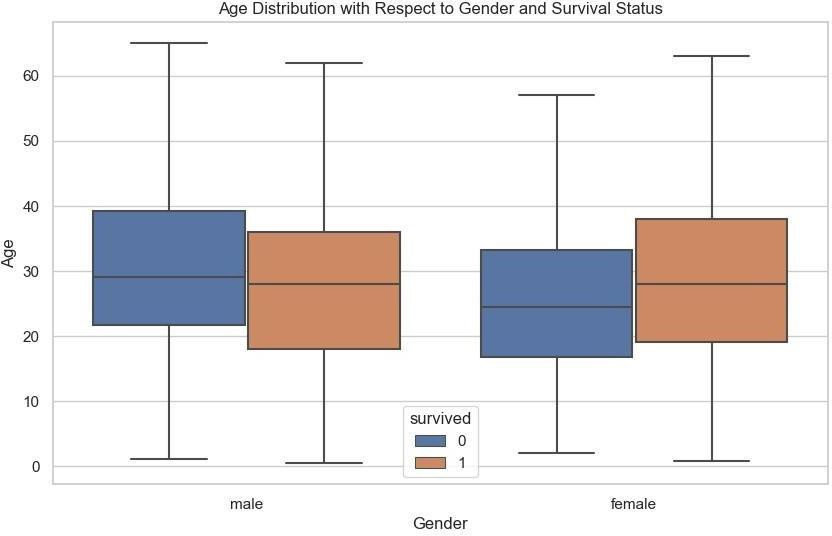 Age Distribution with Respect to Gender and Survival Status
Age
60
50
40
30
20
10
0
survived
0
1
male
female
Gender